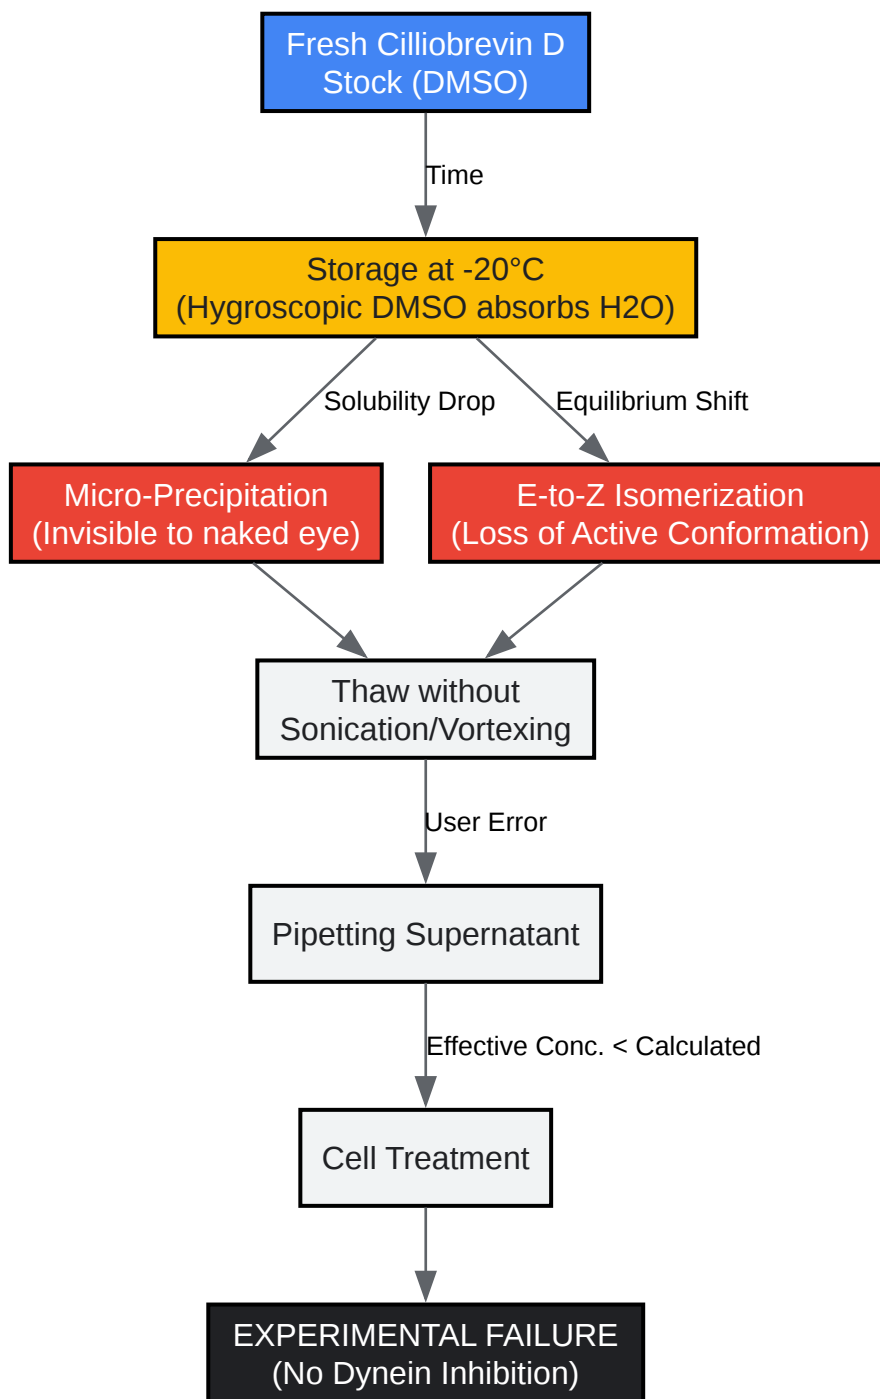 Fresh Cilliobrevin D
Stock (DMSO)
Time
Storage at -20°C
(Hygroscopic DMSO absorbs H2O)
Solubility Drop
Equilibrium Shift
Micro-Precipitation
(Invisible to naked eye)
E-to-Z Isomerization
(Loss of Active Conformation)
Thaw without
Sonication/Vortexing
User Error
Pipetting Supernatant
Effective Conc. < Calculated
Cell Treatment
EXPERIMENTAL FAILURE
(No Dynein Inhibition)